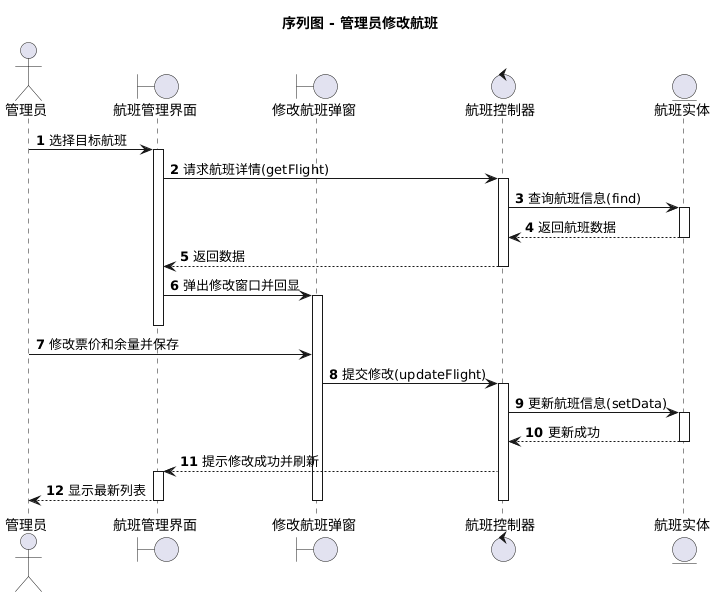 序列图 - 管理员修改航班
管理员 航班管理界面 修改航班弹窗 航班控制器 航班实体
1 选择目标航班
2 请求航班详情(getFlight)
3 查询航班信息(find)
4 返回航班数据
5 返回数据
6 弹出修改窗口并回显
7 修改票价和余量并保存
8 提交修改(updateFlight)
9 更新航班信息(setData)
10 更新成功
11 提示修改成功并刷新
12 显示最新列表
管理员 航班管理界面 修改航班弹窗 航班控制器 航班实体